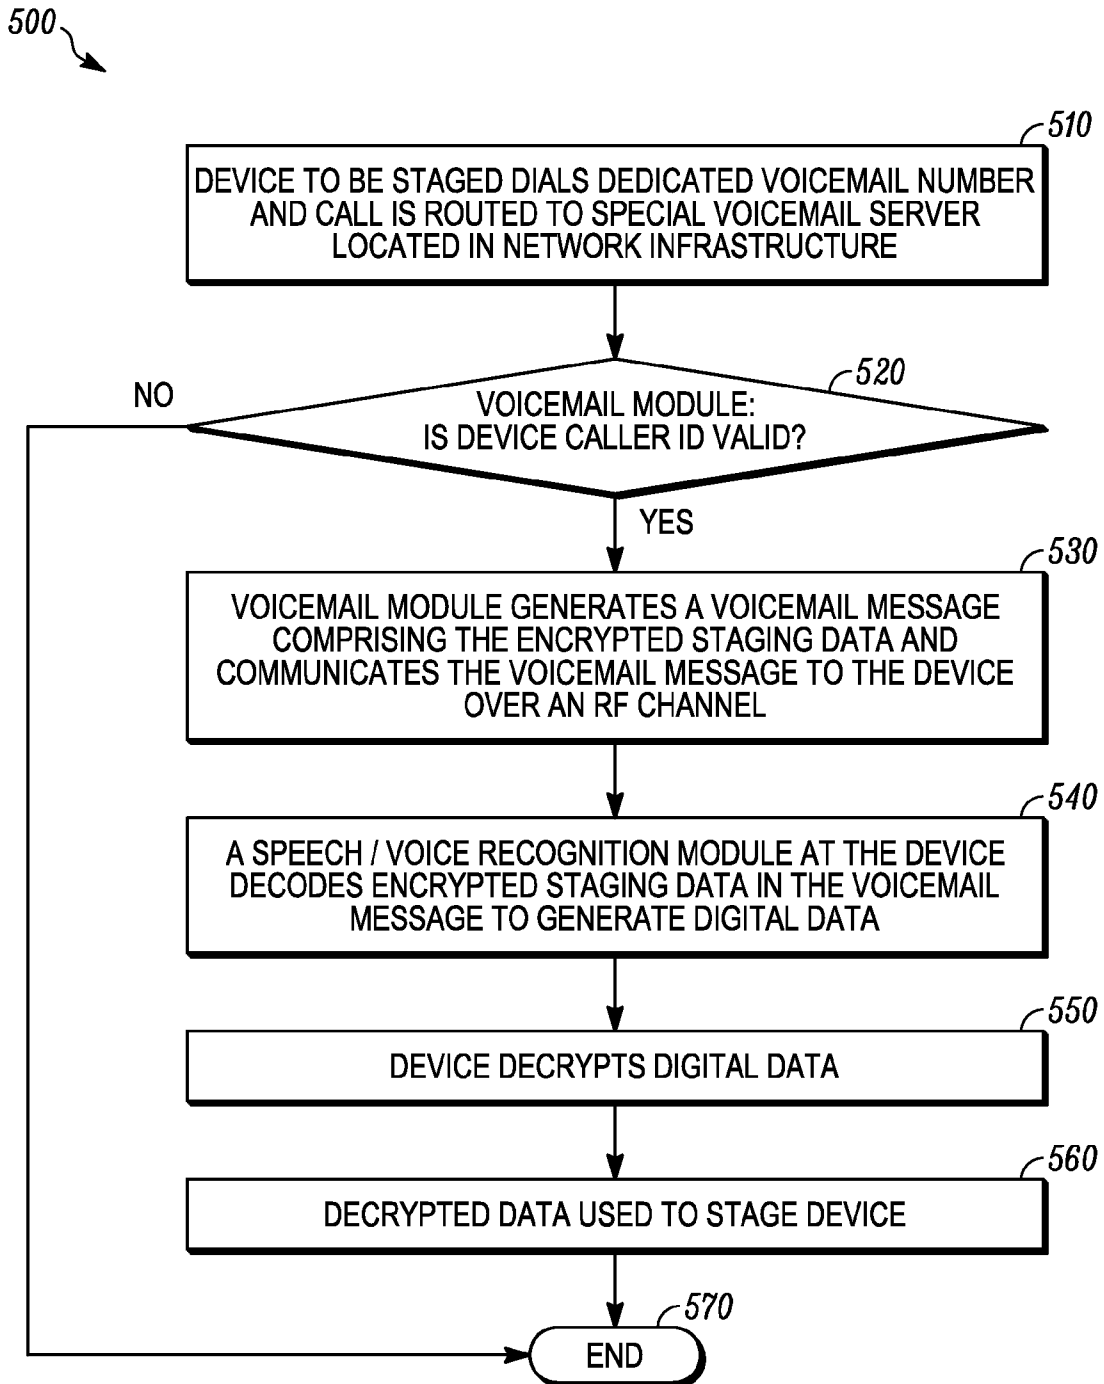 500
510
DEVICE TO BE STAGED DIALS DEDICATED VOICEMAIL NUMBER
AND CALL IS ROUTED TO SPECIAL VOICEMAIL SERVER
LOCATED IN NETWORK INFRASTRUCTURE
520
NO
VOICEMAIL MODULE:
IS DEVICE CALLER ID VALID?
YES
530
VOICEMAIL MODULE GENERATES A VOICEMAIL MESSAGE
COMPRISING THE ENCRYPTED STAGING DATA AND
COMMUNICATES THE VOICEMAIL MESSAGE TO THE DEVICE
OVER AN RF CHANNEL
540
A SPEECH / VOICE RECOGNITION MODULE AT THE DEVICE
DECODES ENCRYPTED STAGING DATA IN THE VOICEMAIL
MESSAGE TO GENERATE DIGITAL DATA
550
DEVICE DECRYPTS DIGITAL DATA
560
DECRYPTED DATA USED TO STAGE DEVICE
570
END